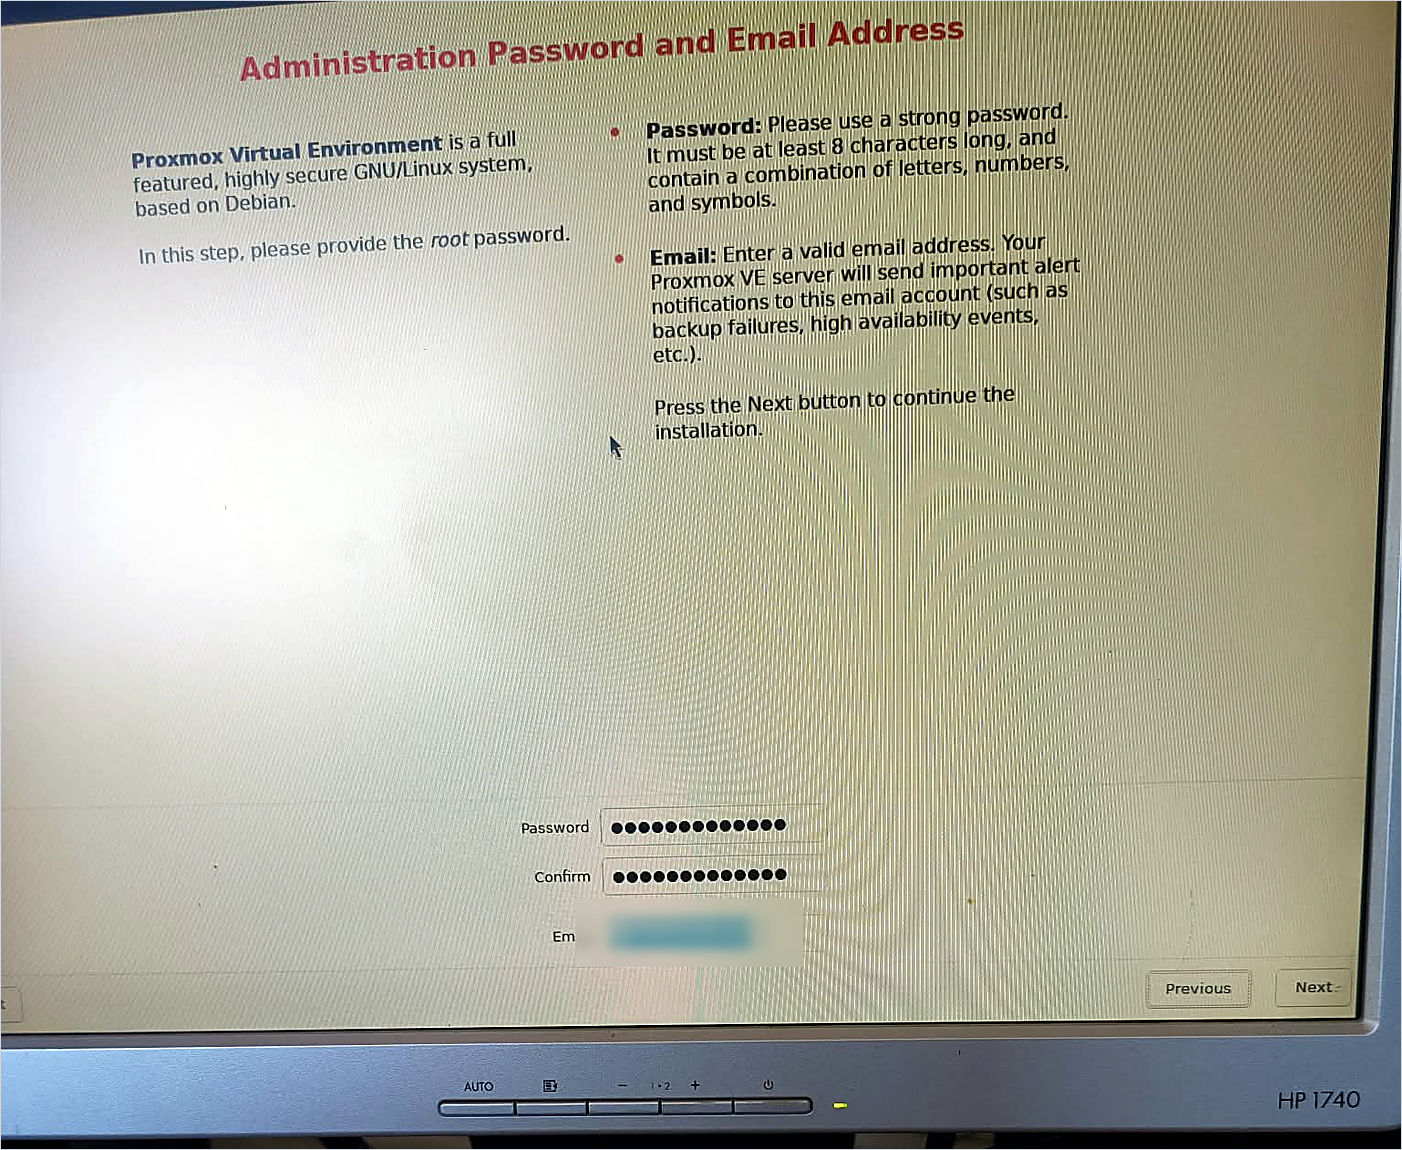 Administration Password and Email Address
Proxmox Virtual Environment is a full
featured, highly secure GNU/Linux system,
based on Debian.
In this step, please provide the root password.
Password: Please use a strong password.
It must be at least 8 characters long, and
contain a combination of letters, numbers,
and symbols.
Email: Enter a valid email address. Your
Proxmox VE server will send important alert
notifications to this email account (such as
backup failures, high availability events,
etc.).
Press the Next button to continue the
installation.
Password
Confirm
Em
Previous
Next
AUTO
− 1•2 +
HP 1740